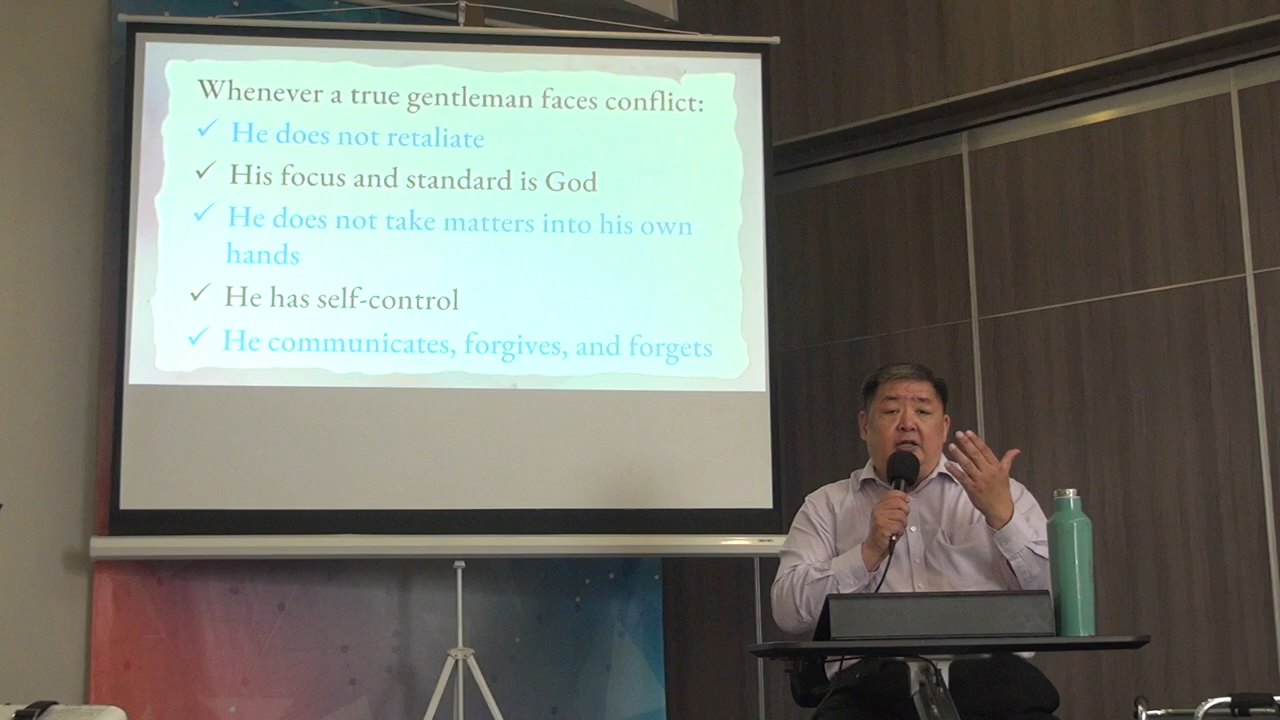 Whenever a true gentleman faces conflict:
✓ He does not retaliate
✓ His focus and standard is God
✓ He does not take matters into his own
hands
✓ He has self-control
✓ He communicates, forgives, and forgets